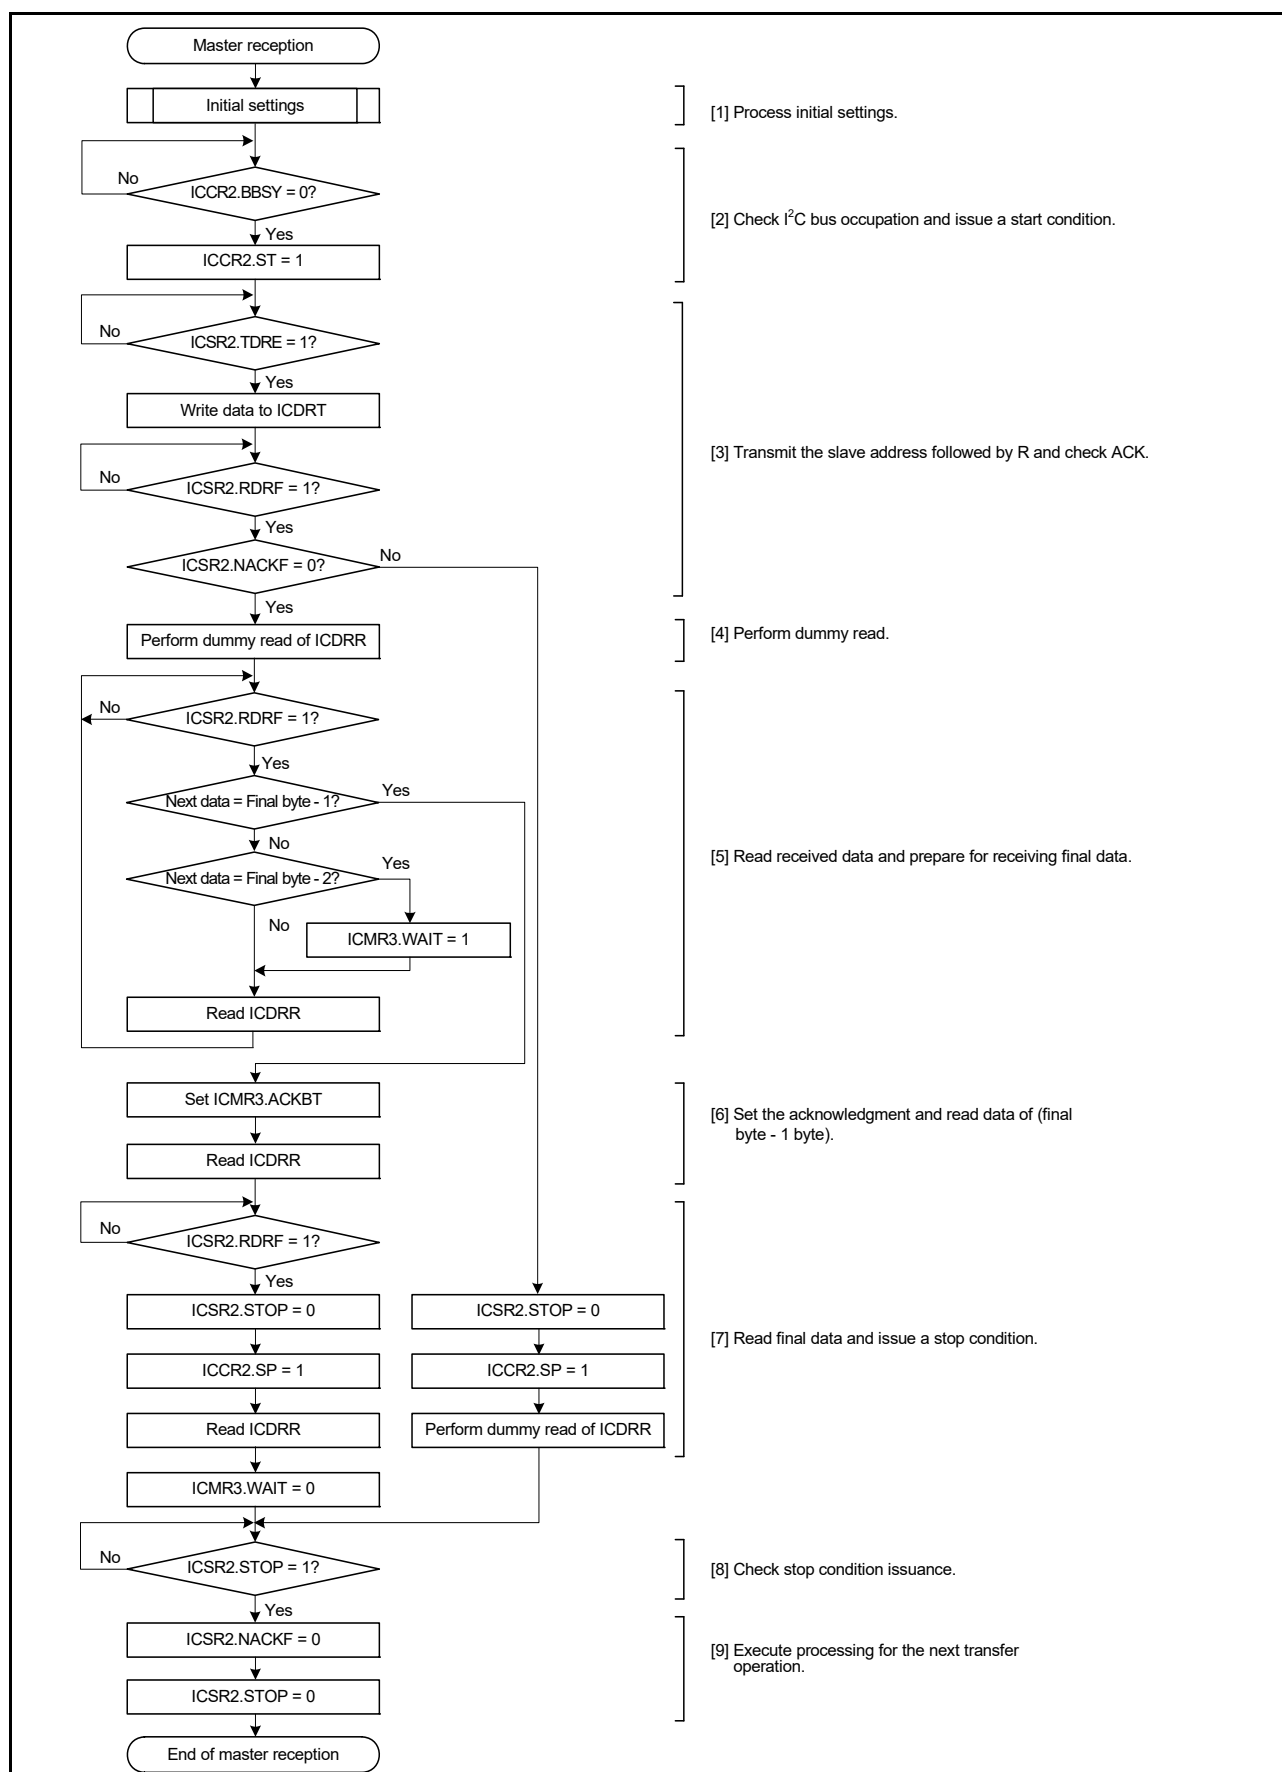 Master reception
Initial settings
[1] Process initial settings.
No
ICCR2.BBSY = 0?
[2] Check I²C bus occupation and issue a start condition.
Yes
ICCR2.ST = 1
No
ICSR2.TDRE = 1?
Yes
Write data to ICDRT
[3] Transmit the slave address followed by R and check ACK.
No
ICSR2.RDRF = 1?
Yes
No
ICSR2.NACKF = 0?
Yes
Perform dummy read of ICDRR
[4] Perform dummy read.
No
ICSR2.RDRF = 1?
Yes
Next data = Final byte - 1?
Yes
No
[5] Read received data and prepare for receiving final data.
Next data = Final byte - 2?
Yes
No
ICMR3.WAIT = 1
Read ICDRR
Set ICMR3.ACKBT
[6] Set the acknowledgment and read data of (final
byte - 1 byte).
Read ICDRR
No
ICSR2.RDRF = 1?
Yes
ICSR2.STOP = 0
ICSR2.STOP = 0
[7] Read final data and issue a stop condition.
ICCR2.SP = 1
ICCR2.SP = 1
Read ICDRR
Perform dummy read of ICDRR
ICMR3.WAIT = 0
No
ICSR2.STOP = 1?
[8] Check stop condition issuance.
Yes
ICSR2.NACKF = 0
[9] Execute processing for the next transfer
operation.
ICSR2.STOP = 0
End of master reception